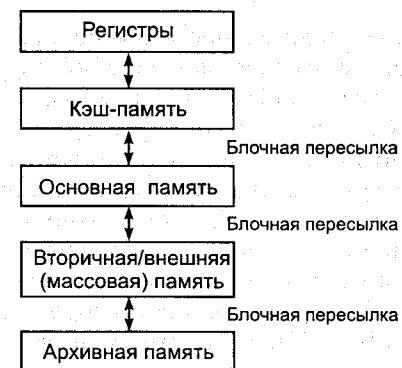 Регистры
Кэш-память
Блочная пересылка
Основная память
Блочная пересылка
Вторичная/внешняя
(массовая) память
Блочная пересылка
Архивная память